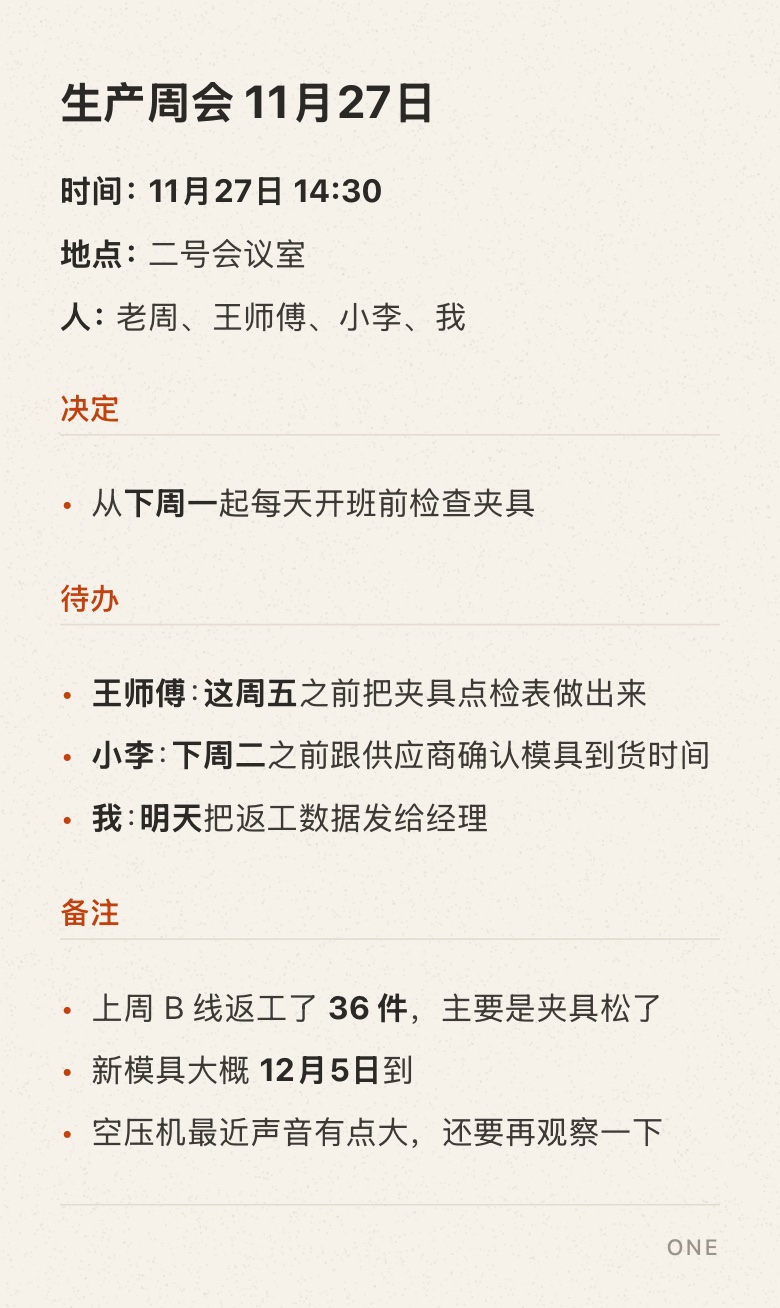 生产周会 11月27日
时间：11月27日 14:30
地点：二号会议室
人：老周、王师傅、小李、我
决定
• 从下周一起每天开班前检查夹具
待办
• 王师傅：这周五之前把夹具点检表做出来
• 小李：下周二之前跟供应商确认模具到货时间
• 我：明天把返工数据发给经理
备注
• 上周 B 线返工了 36 件，主要是夹具松了
• 新模具大概 12月5日到
• 空压机最近声音有点大，还要再观察一下
ONE